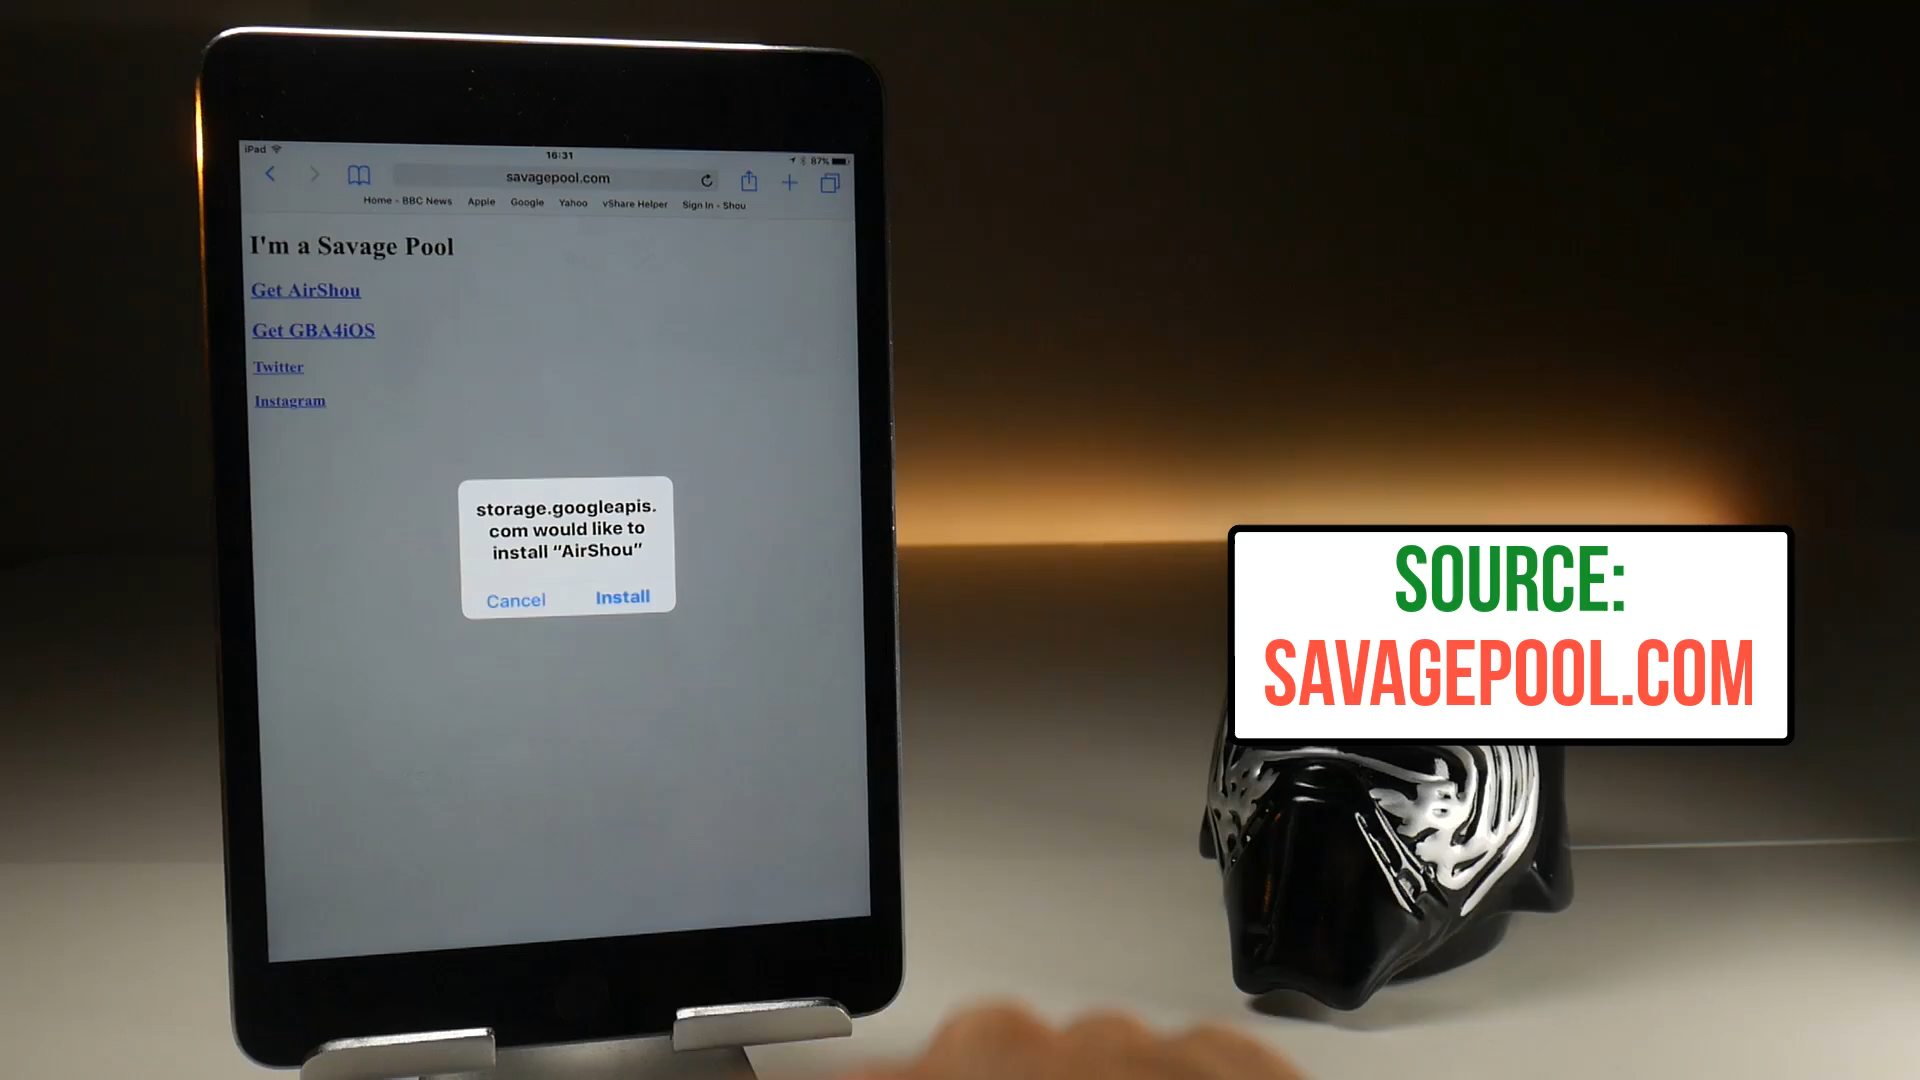 iPad
16:31
87%
savagepool.com
Home - BBC News Apple Google Yahoo vShare Helper Sign In - Shou
I'm a Savage Pool
Get AirShou
Get GBA4iOS
Twitter
Instagram
storage.googleapis.
com would like to
install “AirShou”
Cancel Install
SOURCE:
SAVAGEPOOL.COM